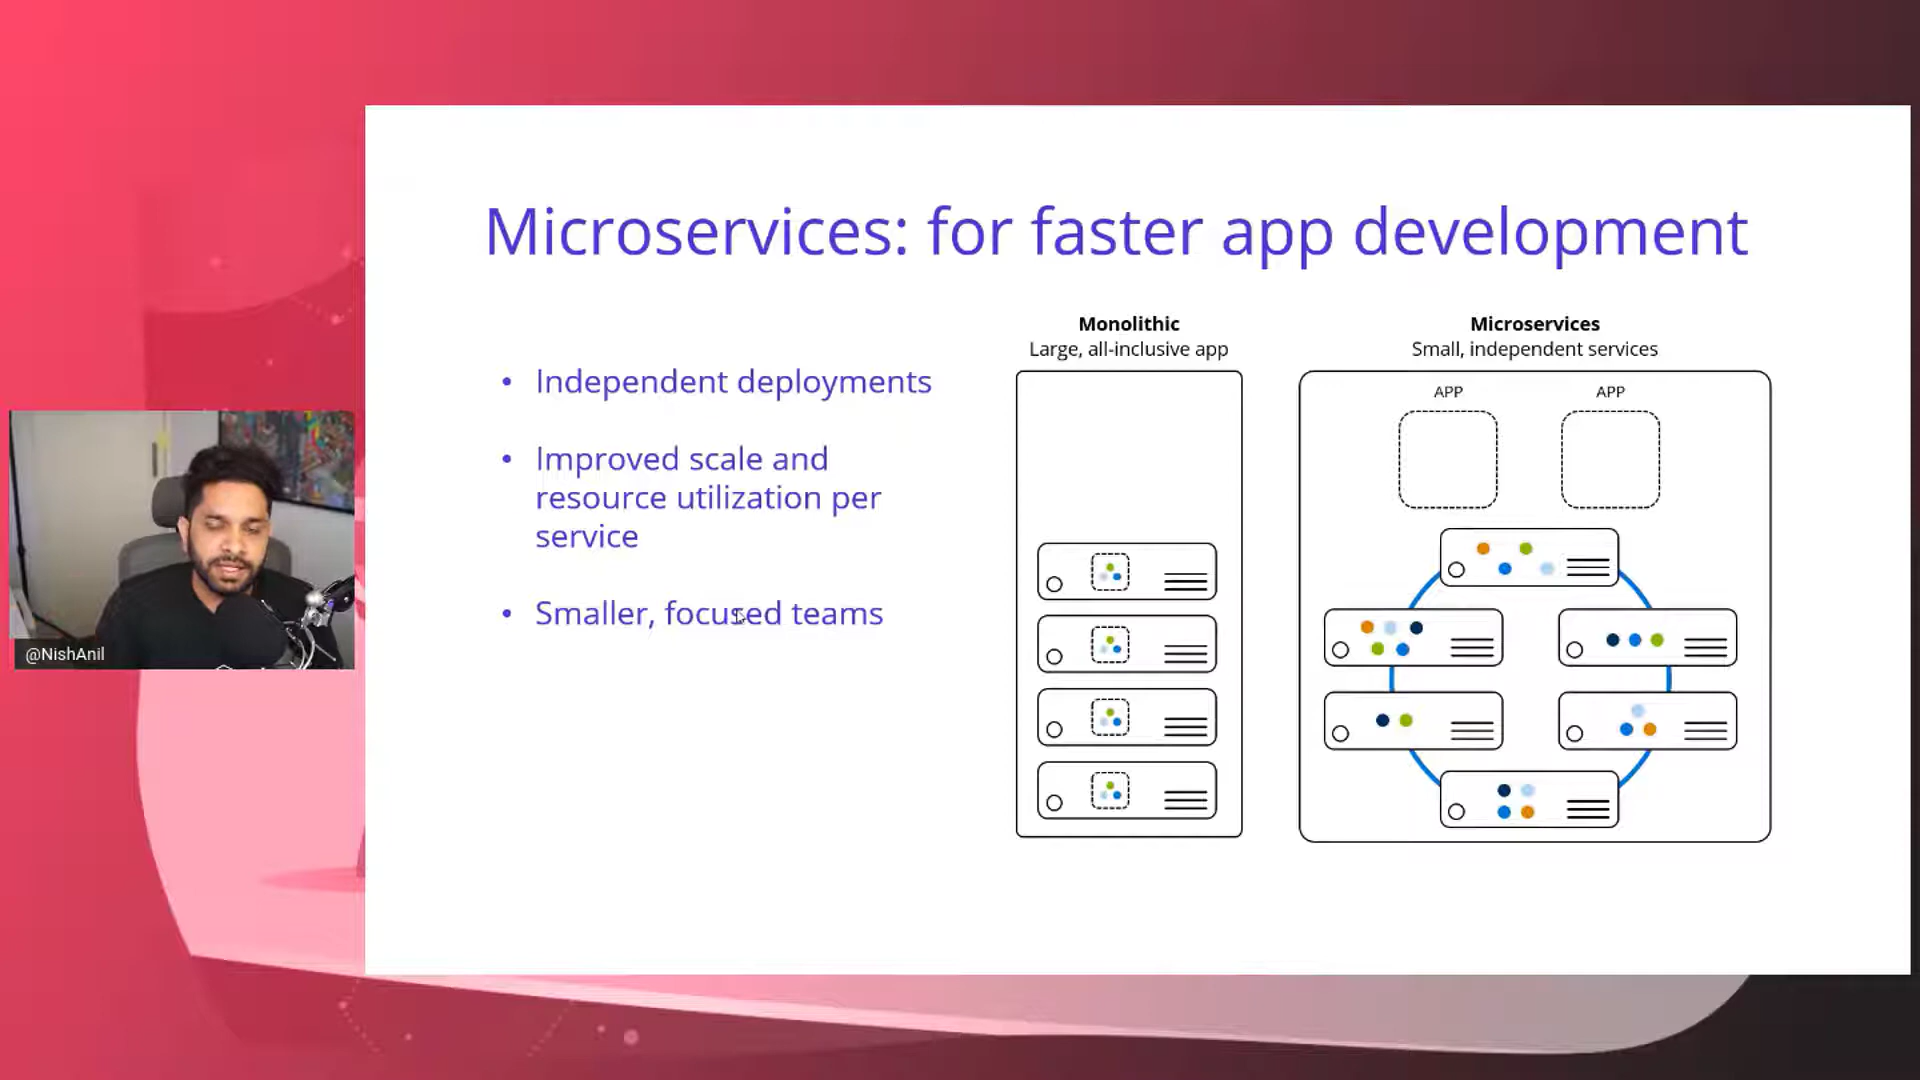 Microservices: for faster app development
• Independent deployments
• Improved scale and
resource utilization per
service
• Smaller, focused teams
Monolithic
Large, all-inclusive app
Microservices
Small, independent services
APP
APP
@NishAnil